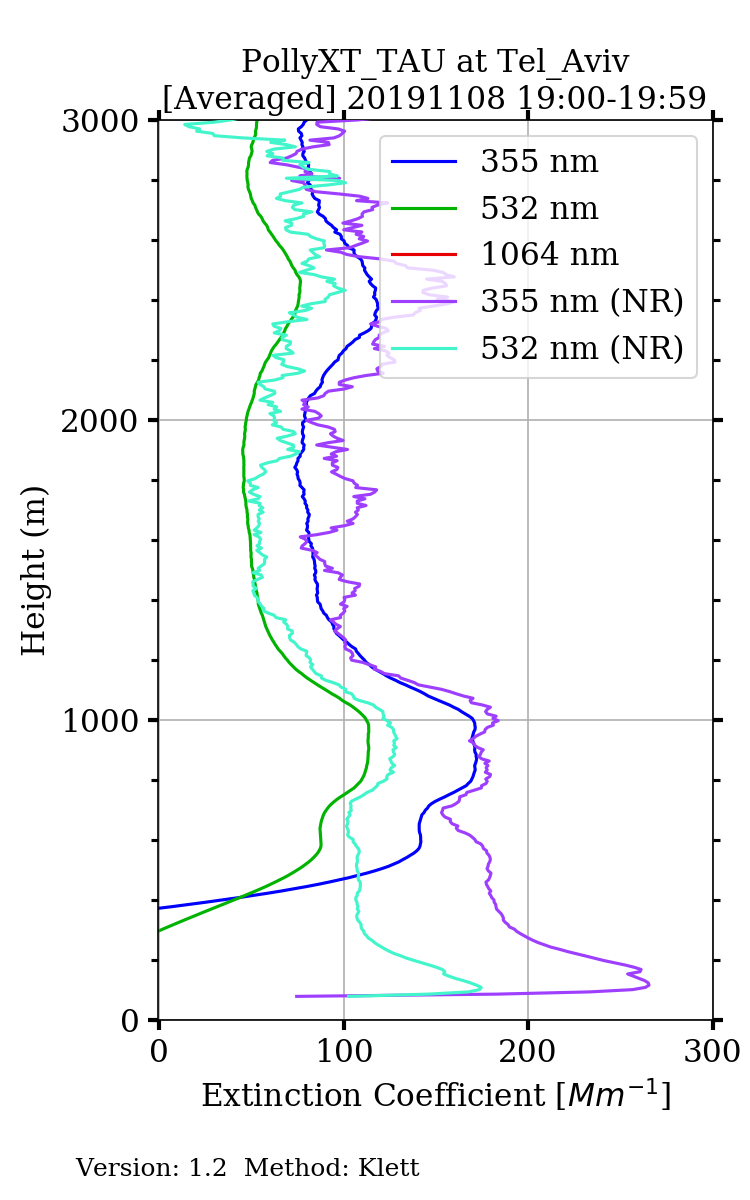 PollyXT_TAU at Tel_Aviv
[Averaged] 20191108 19:00-19:59
3000
2000
1000
0
Height (m)
355 nm
532 nm
1064 nm
355 nm (NR)
532 nm (NR)
0 100 200 300
Extinction Coefficient [Mm⁻¹]
Version: 1.2  Method: Klett